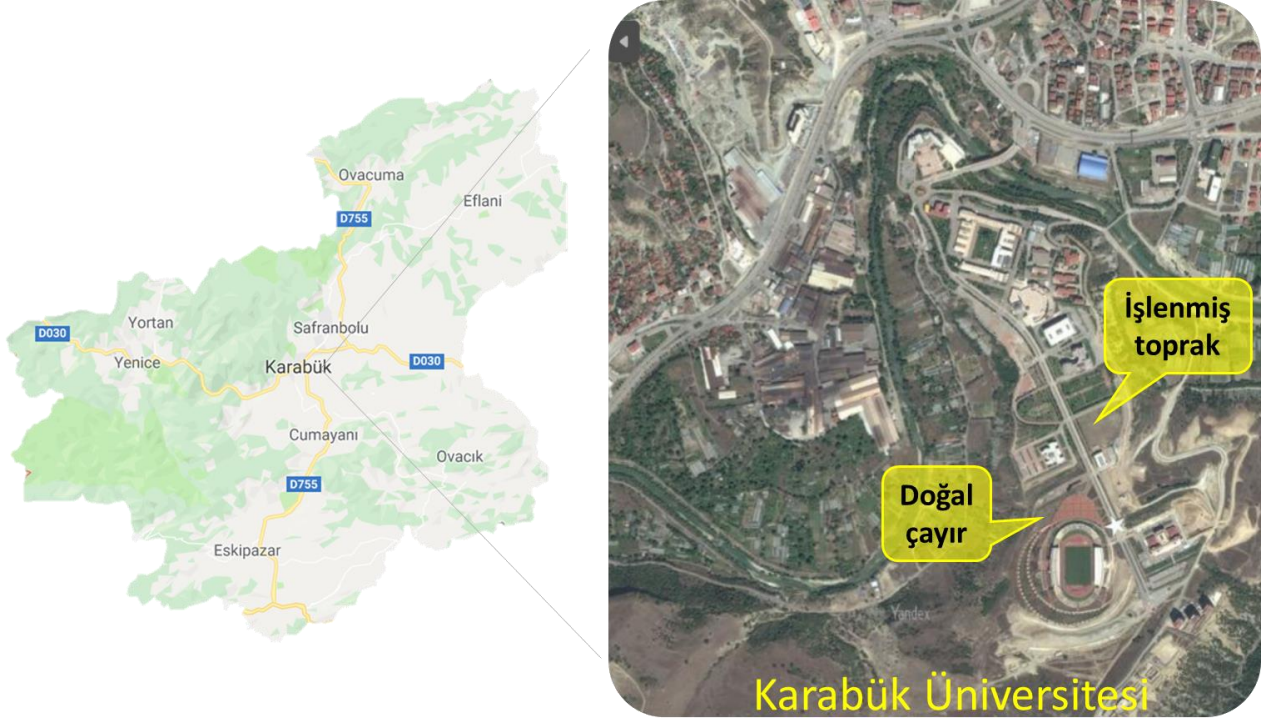 Ovacuma
Eflani
D755
Yortan
Safranbolu
D030
Yenice
Karabük
D030
Cumayanı
Ovacık
D755
Eskipazar
İşlenmiş
toprak
Doğal
çayır
Yandex
Karabük Üniversitesi